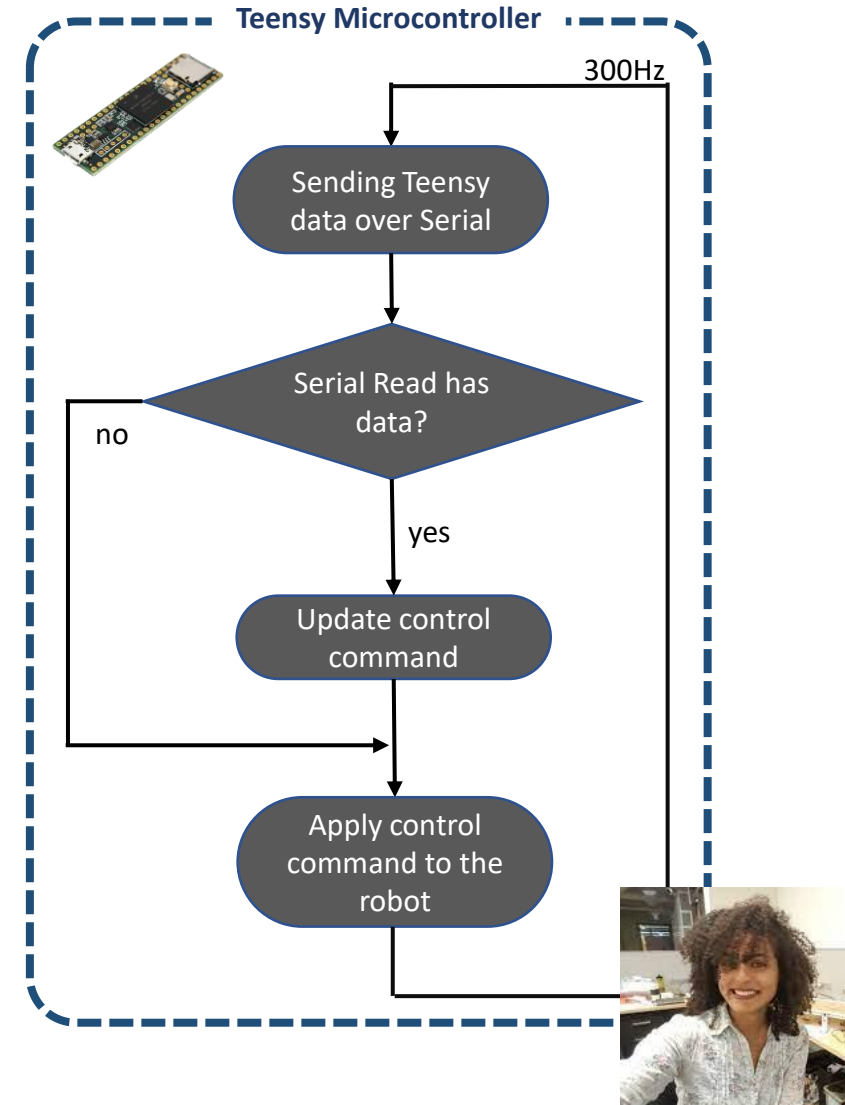 Teensy Microcontroller
300Hz
Sending Teensy
data over Serial
Serial Read has
data?
no
yes
Update control
command
Apply control
command to the
robot